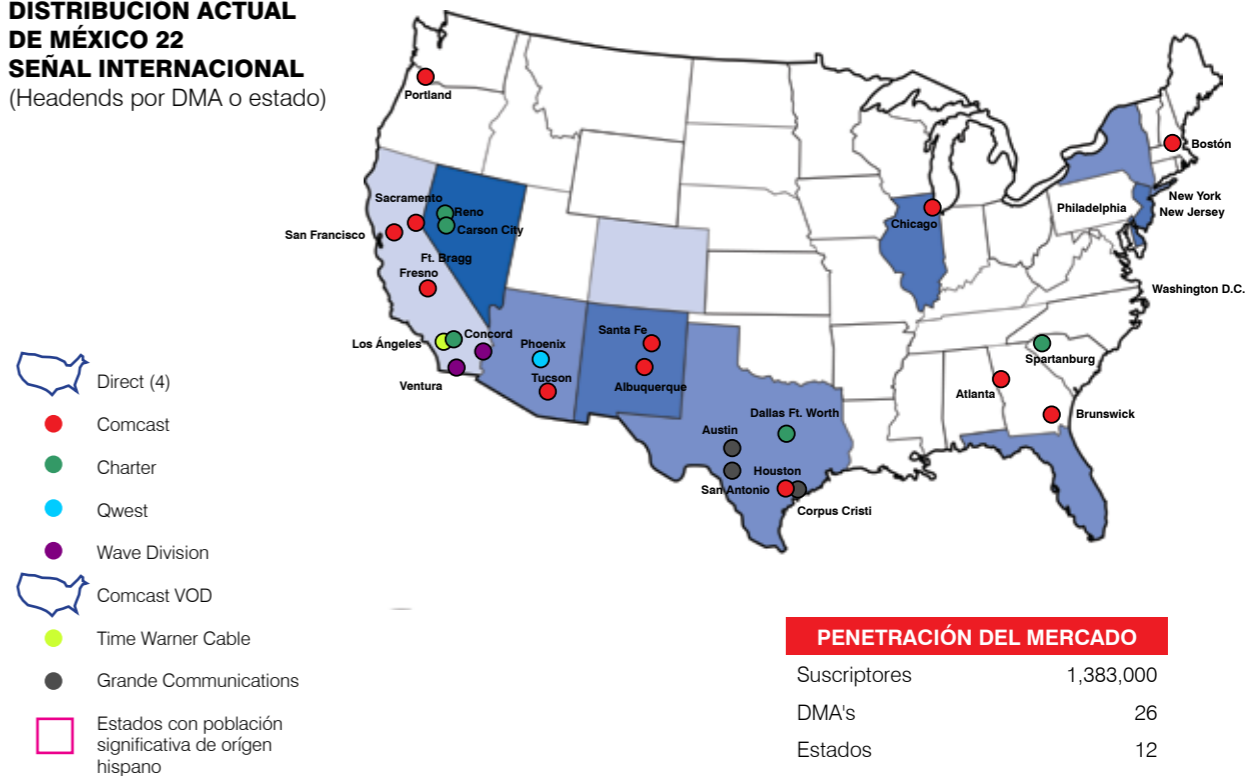 DISTRIBUCIÓN ACTUAL
DE MÉXICO 22
SEÑAL INTERNACIONAL
(Headends por DMA o estado)
Portland
Bostón
New York
New Jersey
Philadelphia
Chicago
Sacramento
Reno
Carson City
San Francisco
Ft. Bragg
Fresno
Washington D.C.
Los Ángeles
Concord
Ventura
Phoenix
Tucson
Santa Fe
Albuquerque
Spartanburg
Atlanta
Brunswick
Dallas Ft. Worth
Austin
Houston
San Antonio
Corpus Cristi
Direct (4)
Comcast
Charter
Qwest
Wave Division
Comcast VOD
Time Warner Cable
Grande Communications
Estados con población
significativa de orígen
hispano
PENETRACIÓN DEL MERCADO
Suscriptores 1,383,000
DMA's 26
Estados 12